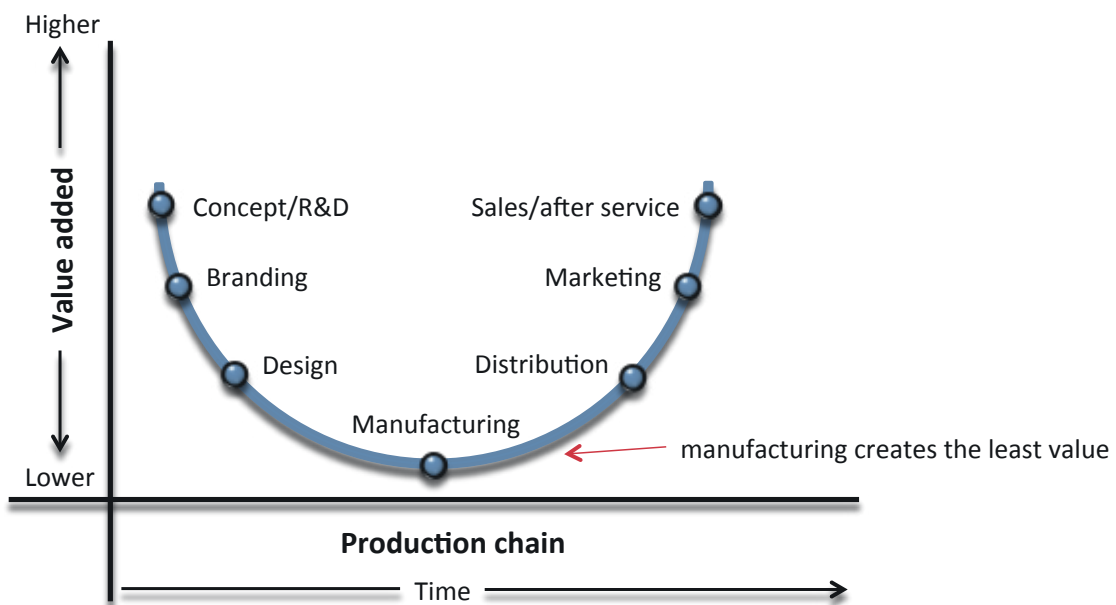 Higher
Value added
Concept/R&D
Sales/after service
Branding
Marketing
Design
Distribution
Manufacturing
manufacturing creates the least value
Lower
Production chain
Time